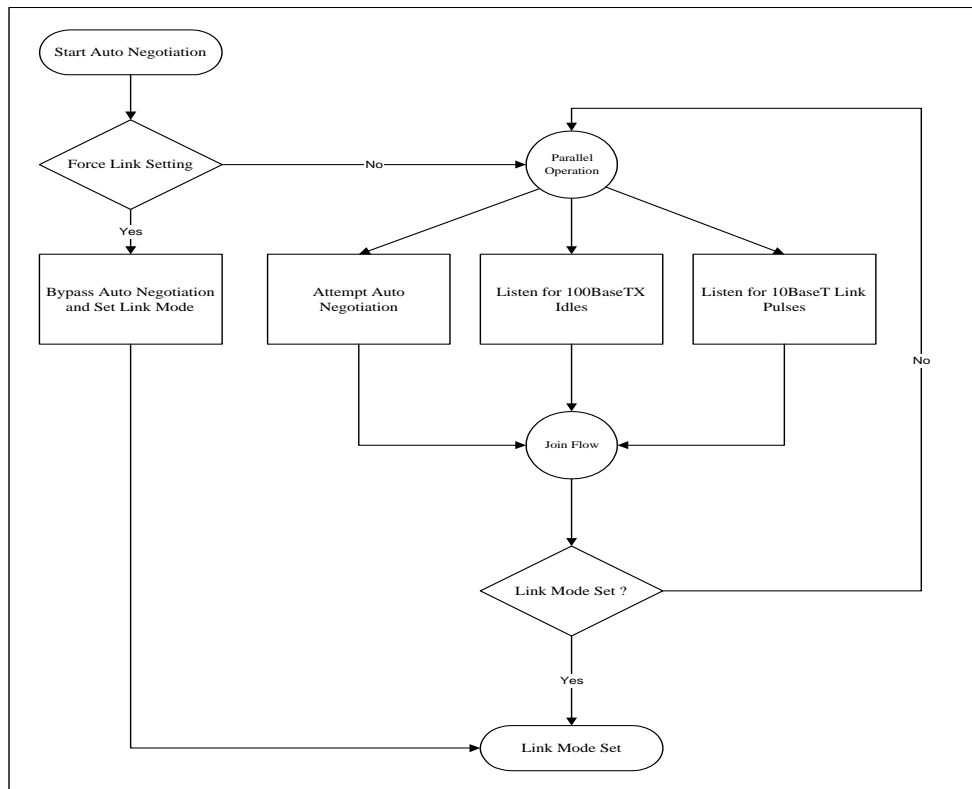 Start Auto Negotiation
Force Link Setting
No
Parallel
Operation
Yes
Bypass Auto Negotiation
and Set Link Mode
Attempt Auto
Negotiation
Listen for 100BaseTX
Idles
Listen for 10BaseT Link
Pulses
No
Join Flow
Link Mode Set ?
Yes
Link Mode Set